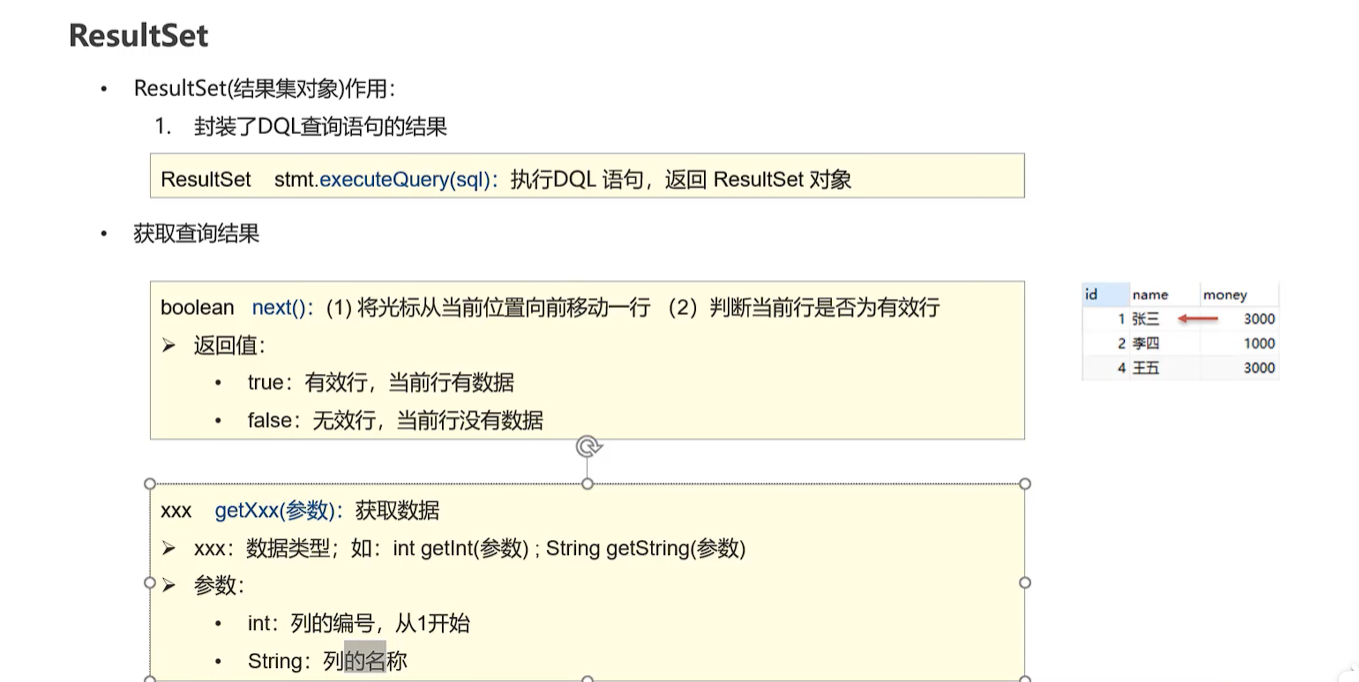 ResultSet
• ResultSet(结果集对象)作用：
1. 封装了DQL查询语句的结果
ResultSet stmt.executeQuery(sql)：执行DQL 语句，返回 ResultSet 对象
• 获取查询结果
boolean next()：(1) 将光标从当前位置向前移动一行 （2）判断当前行是否为有效行
➢ 返回值：
• true：有效行，当前行有数据
• false：无效行，当前行没有数据
id name money
1 张三 3000
2 李四 1000
4 王五 3000
xxx getXxx(参数)：获取数据
➢ xxx：数据类型；如：int getInt(参数) ; String getString(参数)
➢ 参数：
• int：列的编号，从1开始
• String：列的名称